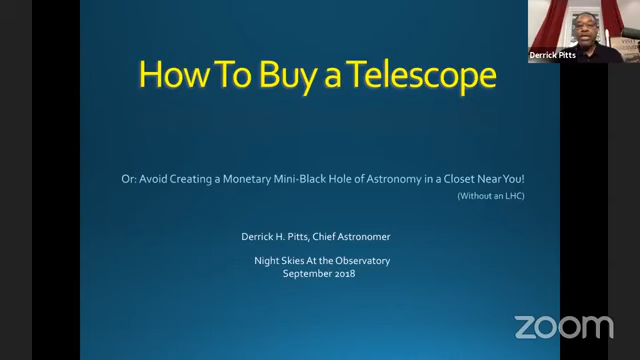 Derrick Pitts
How To Buy a Telescope
Or: Avoid Creating a Monetary Mini-Black Hole of Astronomy in a Closet Near You!
(Without an LHC)
Derrick H. Pitts, Chief Astronomer
Night Skies At the Observatory
September 2018
zoom